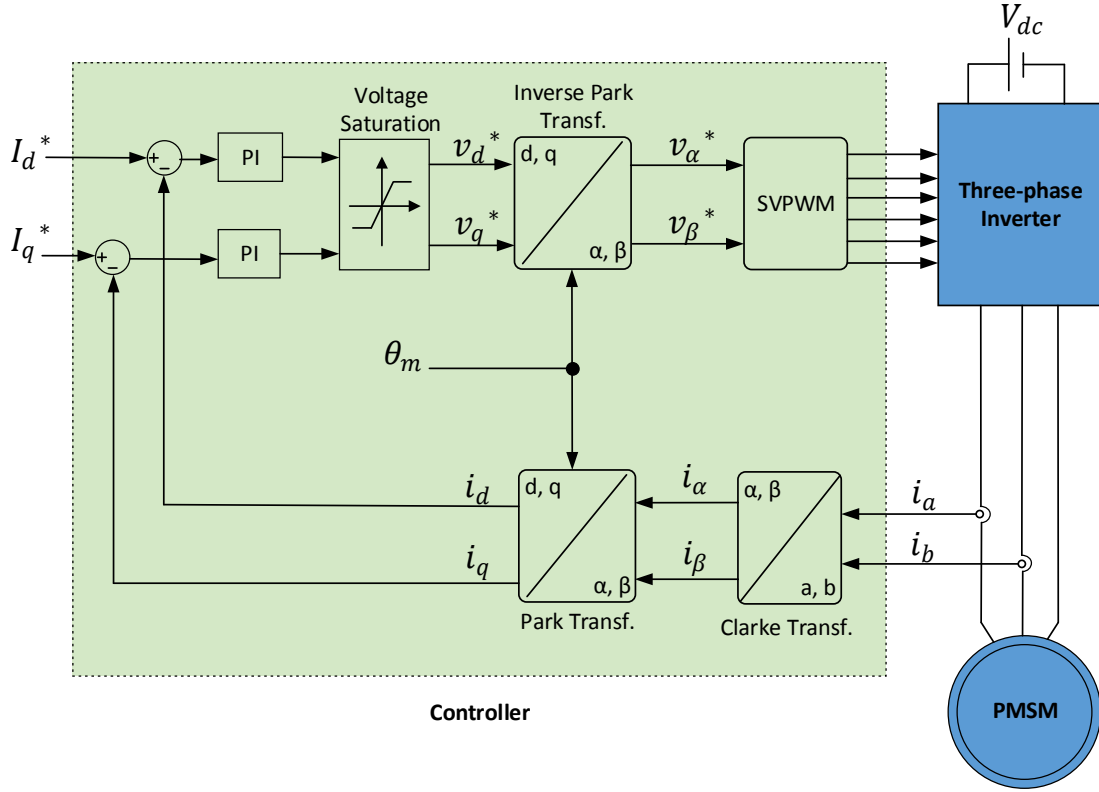 V_dc
Voltage
Saturation
Inverse Park
Transf.
I_d*
+
−
PI
v_d*
d, q
α, β
v_α*
SVPWM
Three-phase
Inverter
I_q*
+
−
PI
v_q*
v_β*
θ_m
i_d
d, q
α, β
i_α
α, β
a, b
i_a
i_q
i_β
i_b
Park Transf.
Clarke Transf.
Controller
PMSM